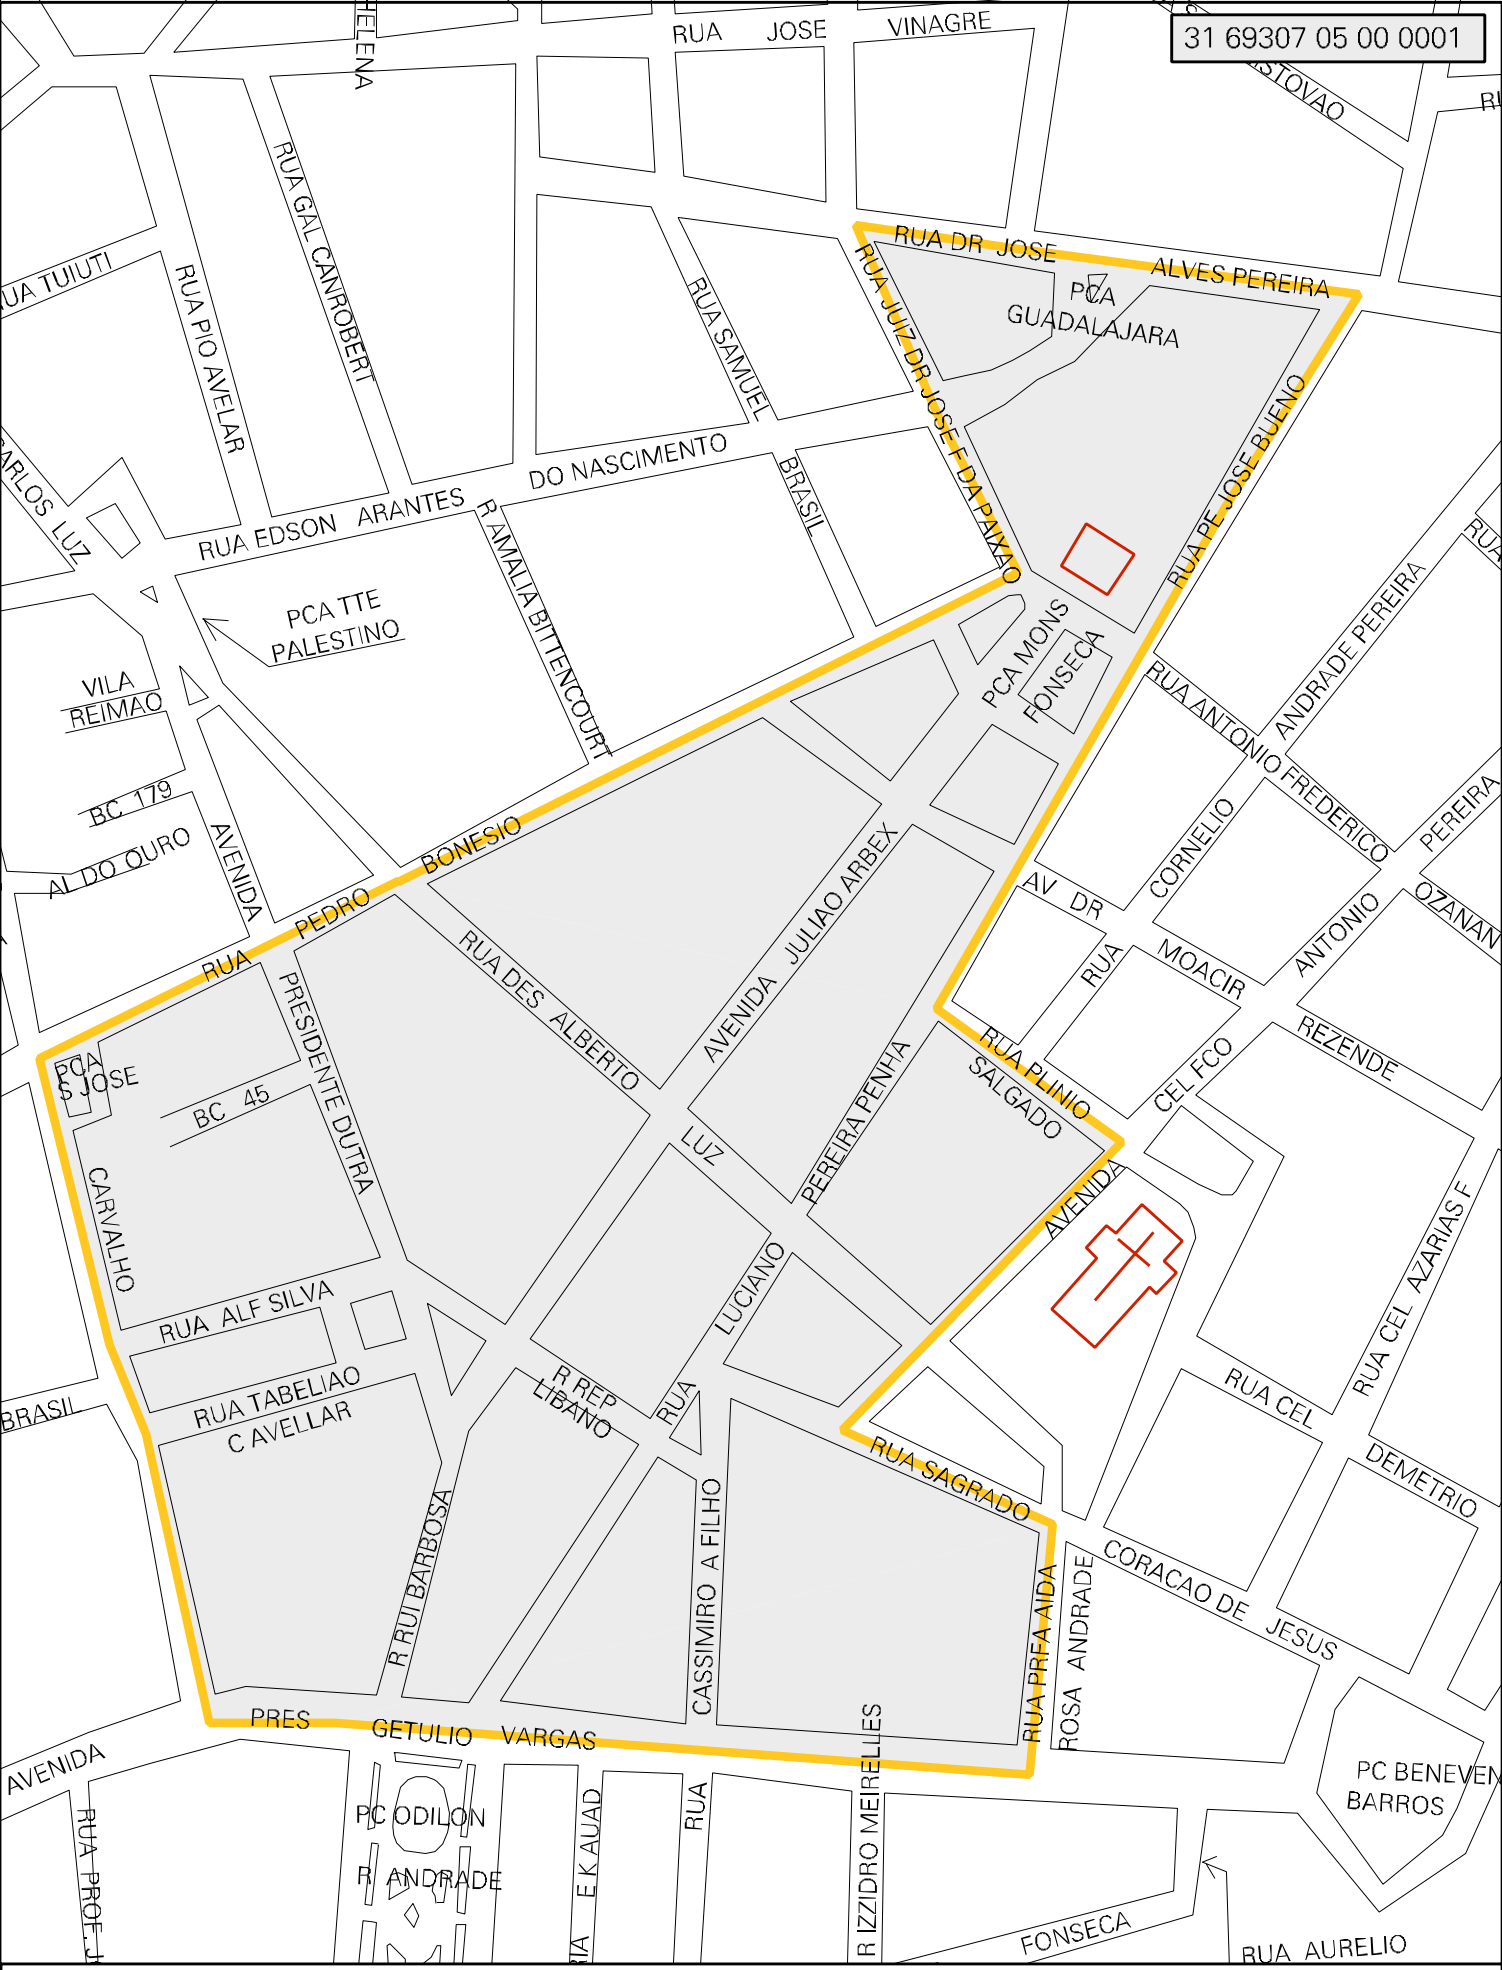 31 69307 05 00 0001
HELENA
RUA JOSE VINAGRE
ISTOVAO
RUA GAL CANROBERT
RUA DR JOSE ALVES PEREIRA
PCA
GUADALAJARA
RUA TUIUTI
RUA PIO AVELAR
RUA SAMUEL
BRASIL
RUA JUIZ DR JOSE F DA PAIXAO
RUA PE JOSE BUENO
CARLOS LUZ
RUA EDSON ARANTES DO NASCIMENTO
R AMALIA BITTENCOURT
PCA TTE
PALESTINO
PCA MONS
FONSECA
RUA
ANDRADE PEREIRA
RUA ANTONIO FREDERICO
OZANAN
VILA
REIMAO
BC 179
AL DO OURO
AVENIDA
PRESIDENTE DUTRA
RUA PEDRO BONESIO
RUA DES ALBERTO
LUZ
AVENIDA JULIAO ARBEX
RUA CORNELIO
AV DR
MOACIR
REZENDE
CEL FCO
ANTONIO
PEREIRA
PCA
S JOSE
BC 45
PEREIRA PENHA
RUA PLINIO
SALGADO
AVENIDA
CARVALHO
RUA ALF SILVA
RUA TABELIAO
C AVELLAR
RUA LUCIANO
R REP
LIBANO
RUA CEL AZARIAS F
RUA CEL
DEMETRIO
BRASIL
RUA SAGRADO
CORACAO DE JESUS
R RUI BARBOSA
CASSIMIRO A FILHO
RUA PRFA AIDA
ROSA ANDRADE
AVENIDA
PRES GETULIO VARGAS
PC ODILON
R ANDRADE
RUA PROF. J
E K AUAD
RUA
R IZZIDRO MEIRELLES
PC BENEVEN
BARROS
FONSECA
RUA AURELIO